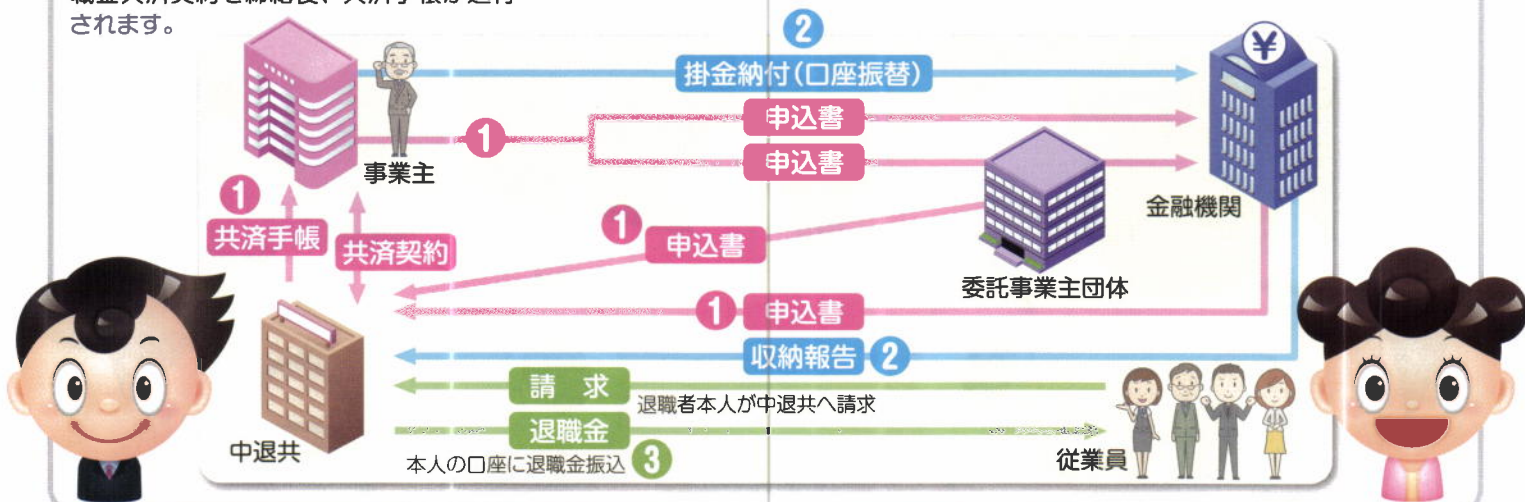 されます。
2
¥
掛金納付(口座振替)
申込書
1
申込書
事業主
金融機関
1
共済手帳
共済契約
1
申込書
委託事業主団体
1
申込書
収納報告
2
請 求
退職者本人が中退共へ請求
退職金
中退共
本人の口座に退職金振込
3
従業員